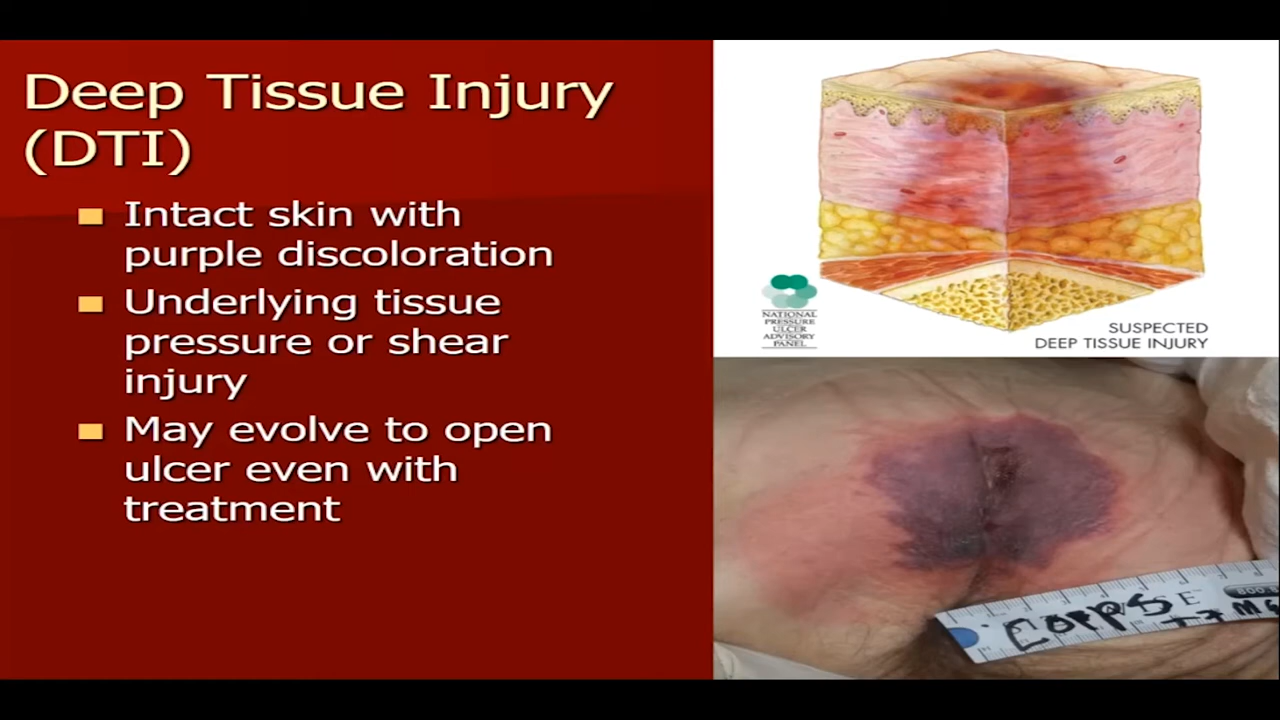 Deep Tissue Injury
(DTI)
Intact skin with
purple discoloration
Underlying tissue
pressure or shear
injury
May evolve to open
ulcer even with
treatment
NATIONAL
PRESSURE
ULCER
ADVISORY
PANEL
SUSPECTED
DEEP TISSUE INJURY